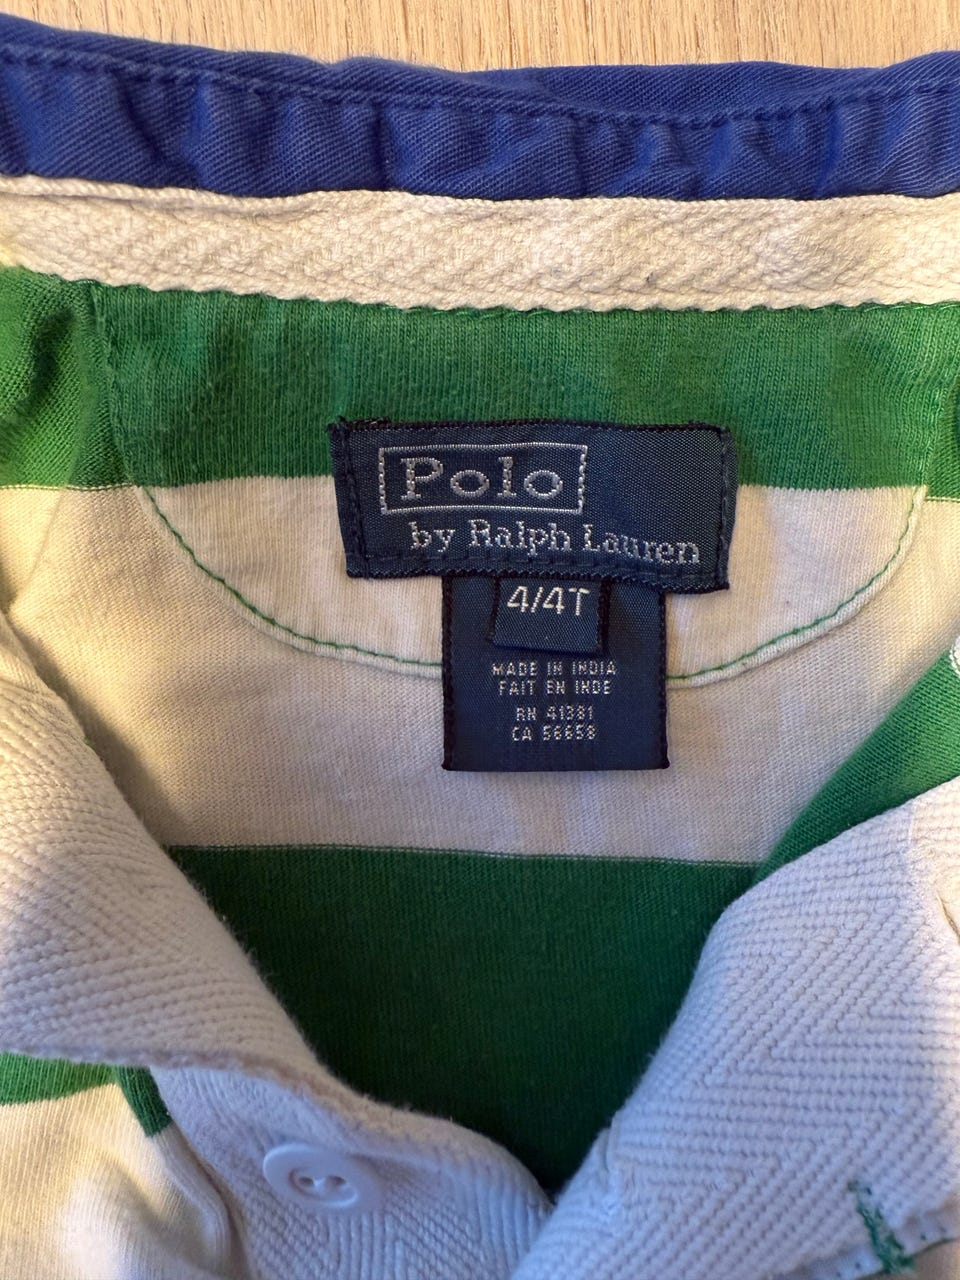 Polo
by Ralph Lauren
4/4T
MADE IN INDIA
FAIT EN INDE
RN 41381
CA 56658